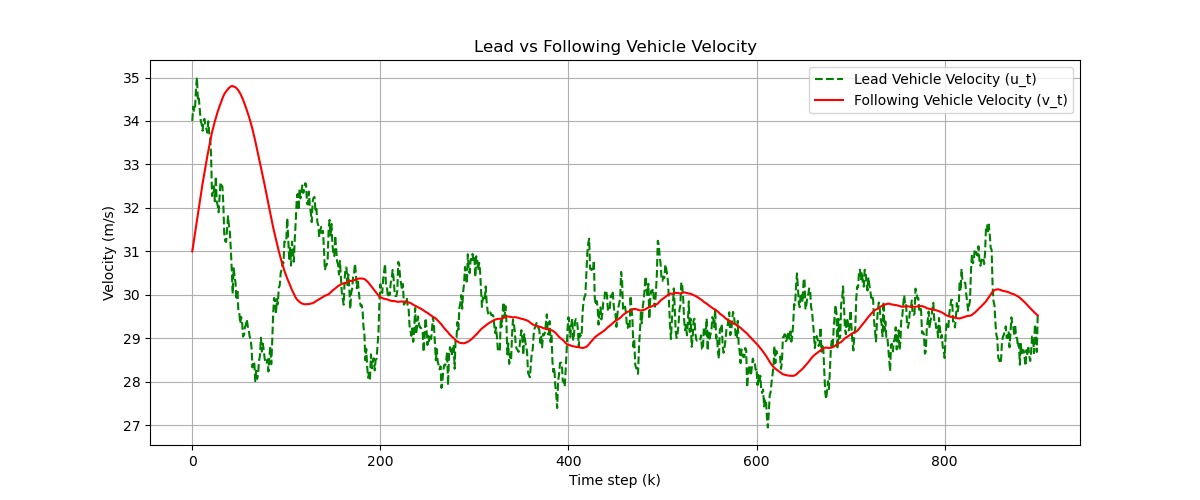 Lead vs Following Vehicle Velocity
Lead Vehicle Velocity (u_t)
Following Vehicle Velocity (v_t)
Velocity (m/s)
35
34
33
32
31
30
29
28
27
0
200
400
600
800
Time step (k)